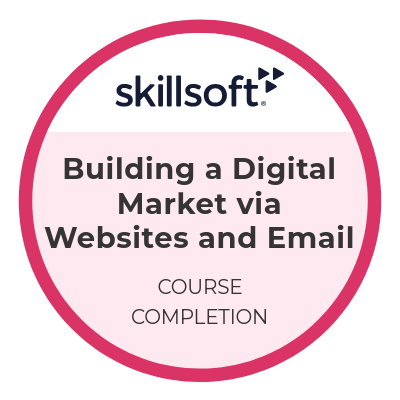 skillsoft®
Building a Digital
Market via
Websites and Email
COURSE
COMPLETION